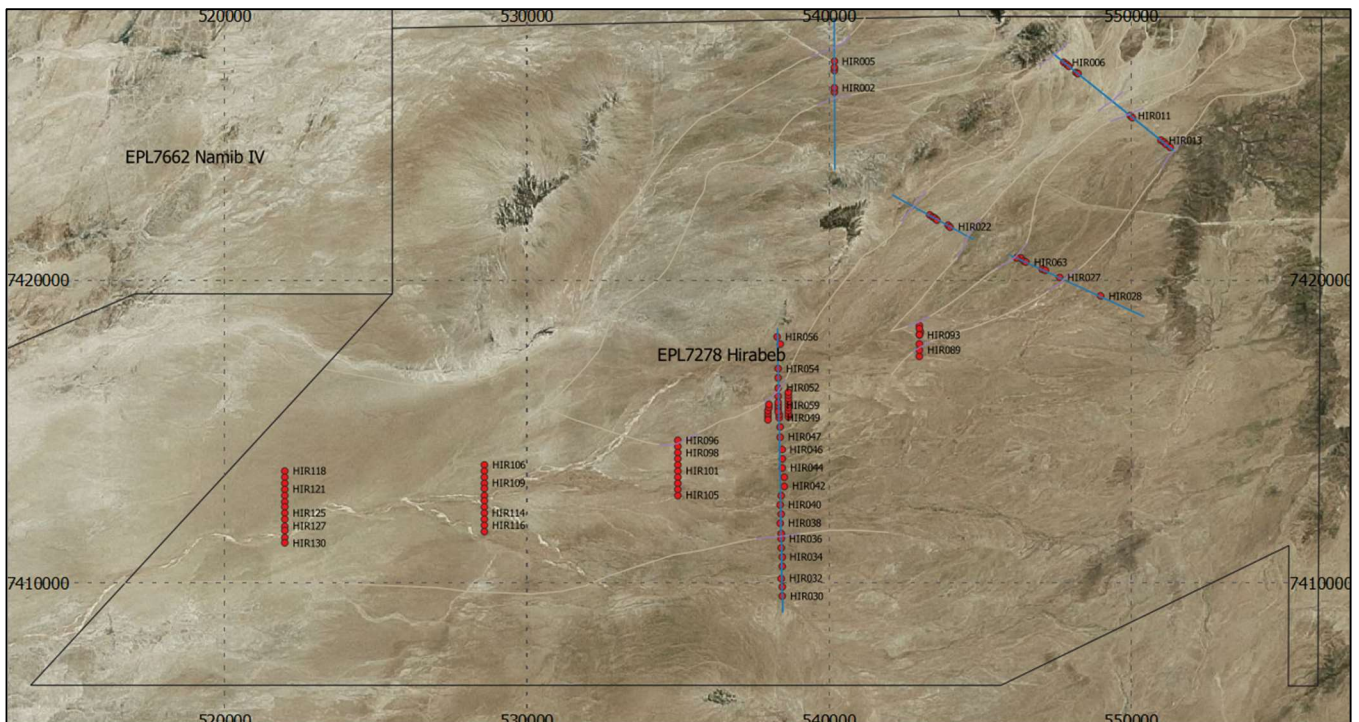 520000
530000
540000
550000
HIR005
HIR006
HIR002
HIR011
HIR013
EPL7662 Namib IV
HIR022
HIR063
7420000
HIR027
7420000
HIR028
HIR056
HIR093
EPL7278 Hirabeb
HIR089
HIR054
HIR052
HIR059
HIR049
HIR047
HIR096
HIR046
HIR098
HIR106
HIR044
HIR118
HIR101
HIR109
HIR042
HIR121
HIR105
HIR040
HIR125
HIR114
HIR038
HIR127
HIR116
HIR036
HIR130
HIR034
7410000
HIR032
7410000
HIR030
520000
530000
540000
550000